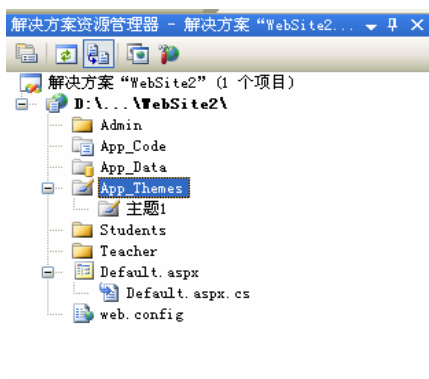 解决方案资源管理器 - 解决方案“WebSite2...
解决方案“WebSite2”(1 个项目)
D:\...\WebSite2\
Admin
App_Code
App_Data
App_Themes
主题1
Students
Teacher
Default.aspx
Default.aspx.cs
web.config